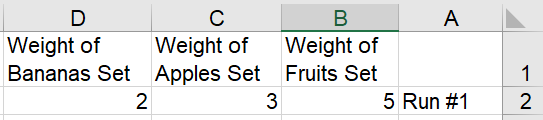 D C B A
Weight of Bananas Set Weight of Apples Set Weight of Fruits Set 1
2 3 5 Run #1 2